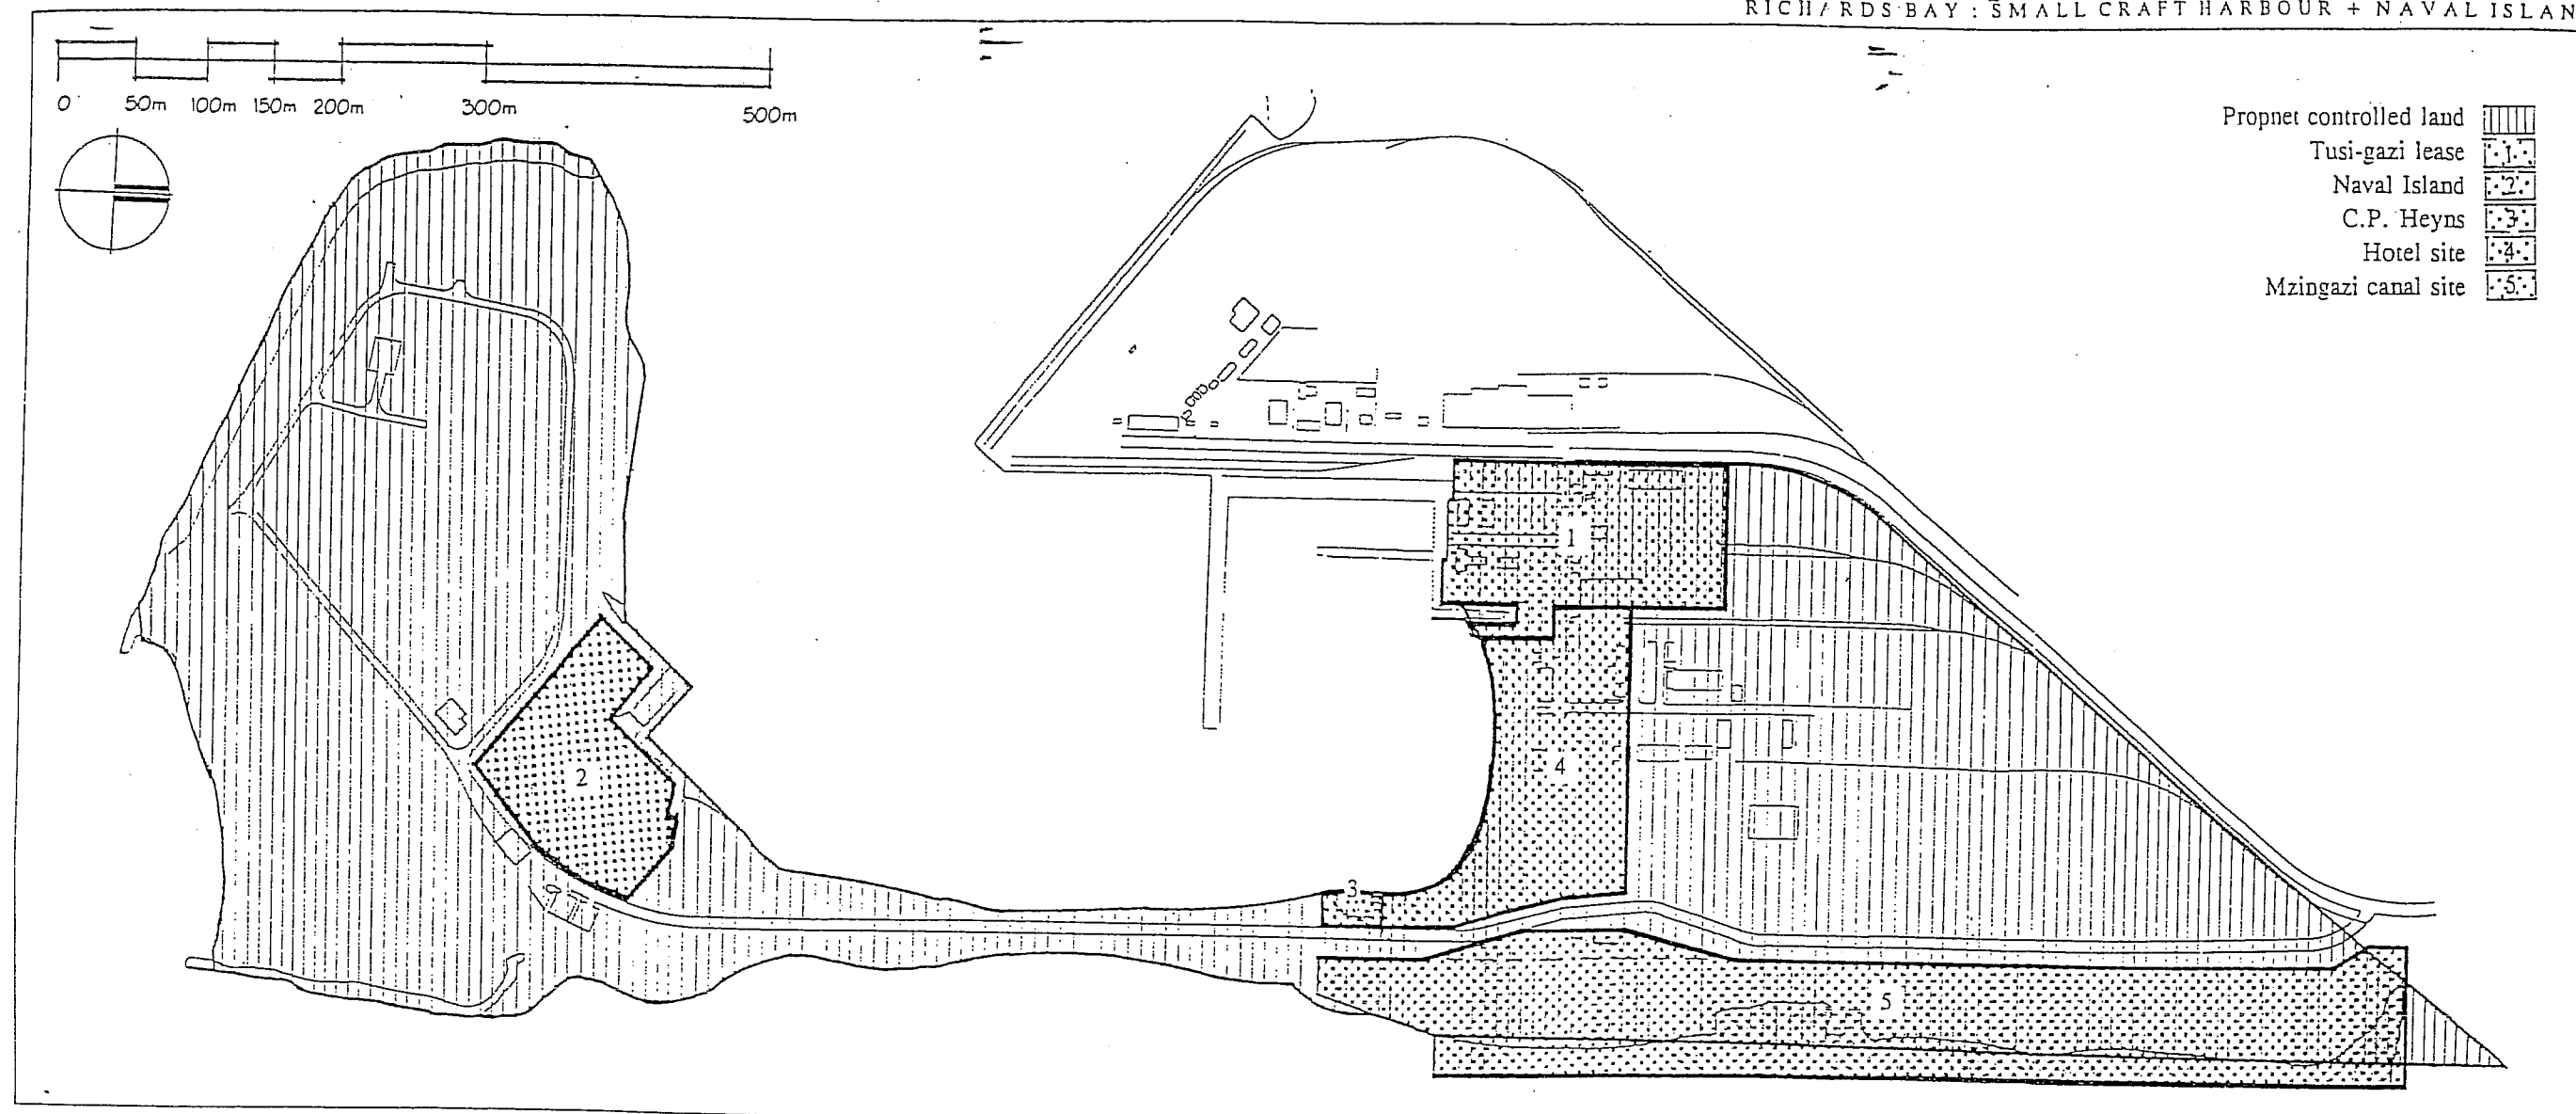 RICHARDS BAY : SMALL CRAFT HARBOUR + NAVAL ISLAN
0 50m 100m 150m 200m 300m 500m
Propnet controlled land
Tusi-gazi lease 1
Naval Island 2
C.P. Heyns 3
Hotel site 4
Mzingazi canal site 5
1
2
4
3
5